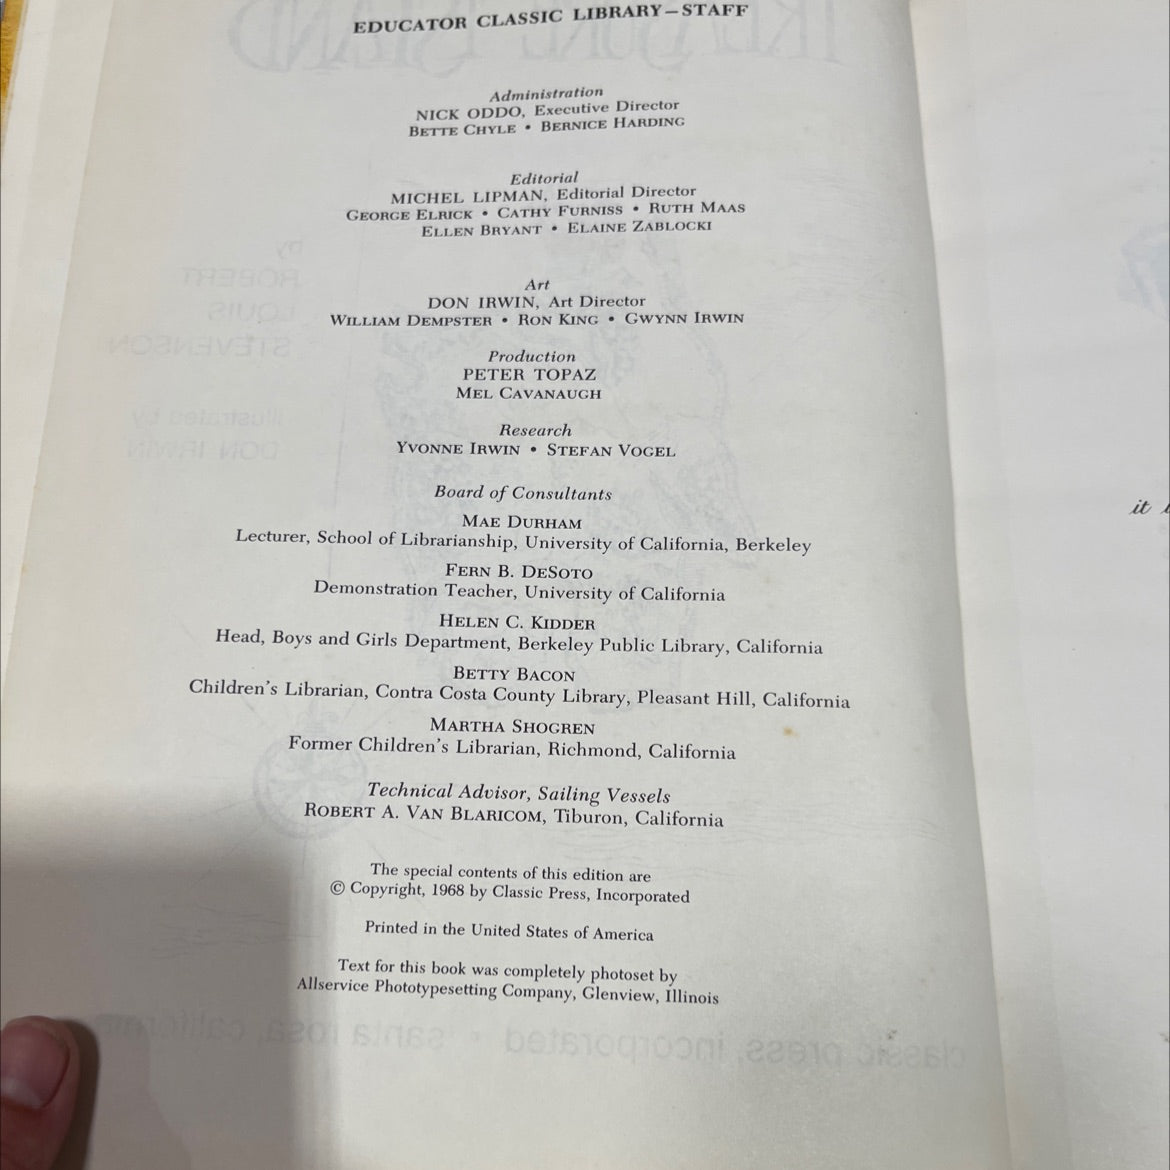 EDUCATOR CLASSIC LIBRARY—STAFF
Administration
NICK ODDO, Executive Director
BETTE CHYLE • BERNICE HARDING
Editorial
MICHEL LIPMAN, Editorial Director
GEORGE ELRICK • CATHY FURNISS • RUTH MAAS
ELLEN BRYANT • ELAINE ZABLOCKI
Art
DON IRWIN, Art Director
WILLIAM DEMPSTER • RON KING • GWYNN IRWIN
Production
PETER TOPAZ
MEL CAVANAUGH
Research
YVONNE IRWIN • STEFAN VOGEL
Board of Consultants
MAE DURHAM
Lecturer, School of Librarianship, University of California, Berkeley
FERN B. DESOTO
Demonstration Teacher, University of California
HELEN C. KIDDER
Head, Boys and Girls Department, Berkeley Public Library, California
BETTY BACON
Children's Librarian, Contra Costa County Library, Pleasant Hill, California
MARTHA SHOGREN
Former Children's Librarian, Richmond, California
Technical Advisor, Sailing Vessels
ROBERT A. VAN BLARICOM, Tiburon, California
The special contents of this edition are
© Copyright, 1968 by Classic Press, Incorporated
Printed in the United States of America
Text for this book was completely photoset by
Allservice Phototypesetting Company, Glenview, Illinois
it